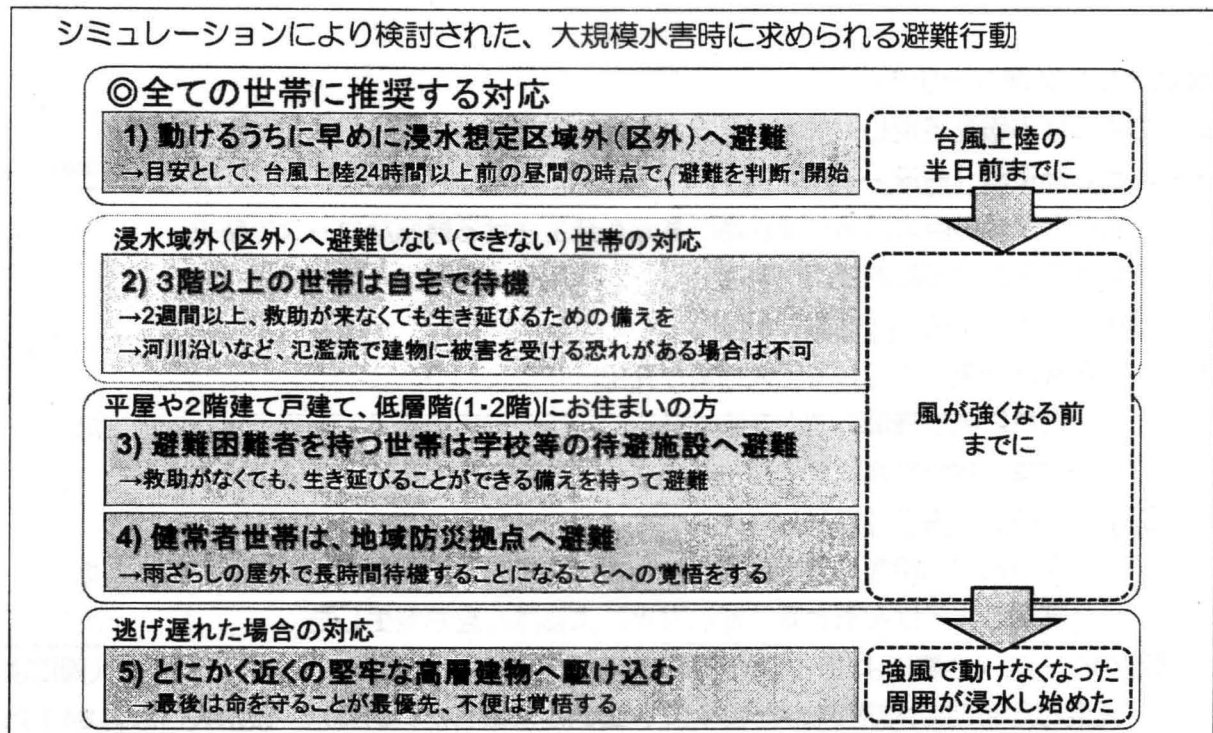 シミュレーションにより検討された、大規模水害時に求められる避難行動
◎全ての世帯に推奨する対応
1) 動けるうちに早めに浸水想定区域外(区外)へ避難
→目安として、台風上陸24時間以上前の昼間の時点で、避難を判断・開始
台風上陸の
半日前までに
浸水域外(区外)へ避難しない(できない)世帯の対応
2) 3階以上の世帯は自宅で待機
→2週間以上、救助が来なくても生き延びるための備えを
→河川沿いなど、氾濫流で建物に被害を受ける恐れがある場合は不可
平屋や2階建て戸建て、低層階(1・2階)にお住まいの方
3) 避難困難者を持つ世帯は学校等の待避施設へ避難
→救助がなくても、生き延びることができる備えを持って避難
4) 健常者世帯は、地域防災拠点へ避難
→雨ざらしの屋外で長時間待機することになることへの覚悟をする
風が強くなる前
までに
逃げ遅れた場合の対応
5) とにかく近くの堅牢な高層建物へ駆け込む
→最後は命を守ることが最優先、不便は覚悟する
強風で動けなくなった
周囲が浸水し始めた